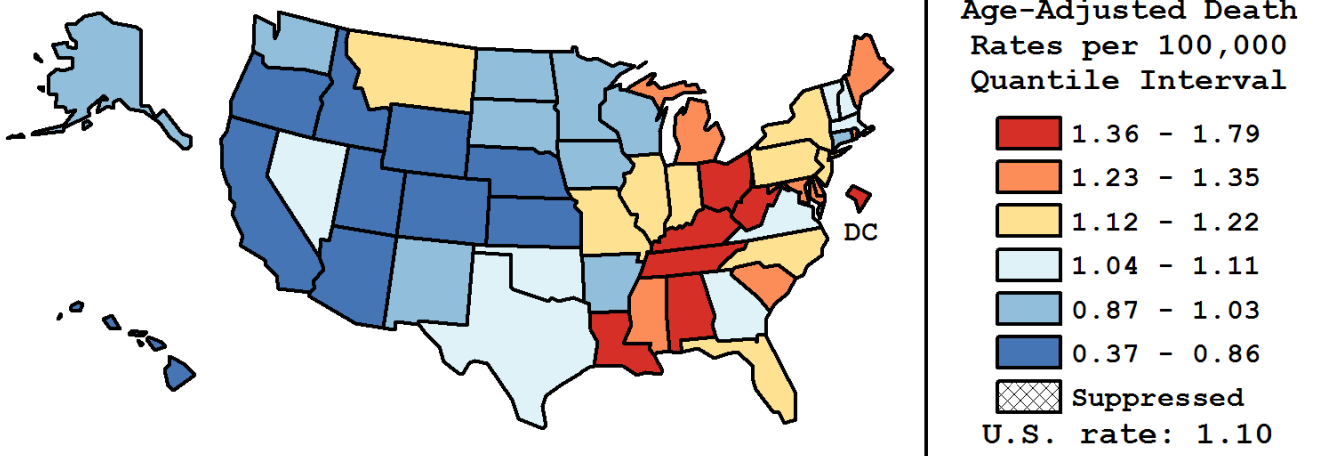 Age-Adjusted Death
Rates per 100,000
Quantile Interval
1.36 - 1.79
1.23 - 1.35
1.12 - 1.22
1.04 - 1.11
0.87 - 1.03
0.37 - 0.86
Suppressed
U.S. rate: 1.10
DC